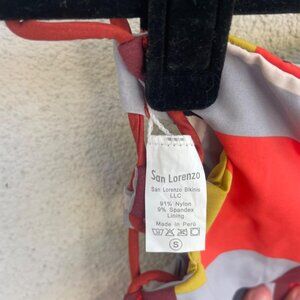 San Lorenzo
San Lorenzo Bikinis
LLC
91% Nylon
9% Spandex
Lining
Made in Peru
S